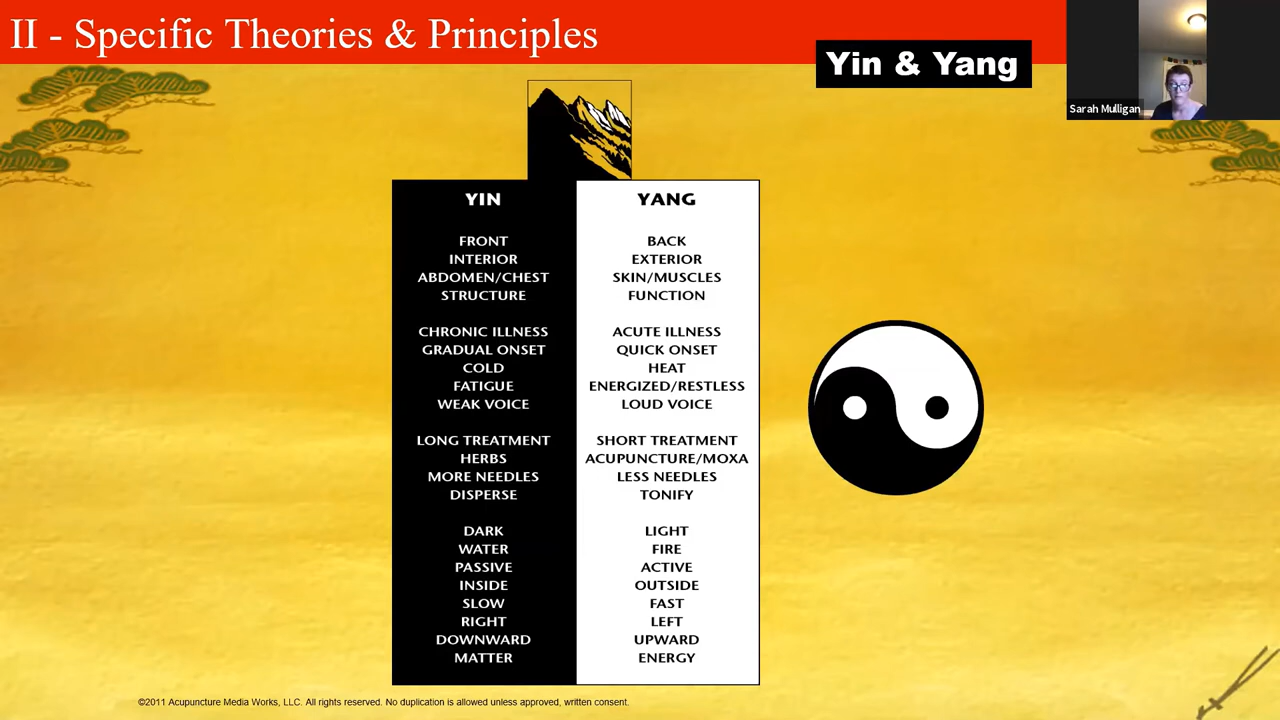 II - Specific Theories & Principles
Yin & Yang
Sarah Mulligan
YIN YANG
FRONT BACK
INTERIOR EXTERIOR
ABDOMEN/CHEST SKIN/MUSCLES
STRUCTURE FUNCTION
CHRONIC ILLNESS ACUTE ILLNESS
GRADUAL ONSET QUICK ONSET
COLD HEAT
FATIGUE ENERGIZED/RESTLESS
WEAK VOICE LOUD VOICE
LONG TREATMENT SHORT TREATMENT
HERBS ACUPUNCTURE/MOXA
MORE NEEDLES LESS NEEDLES
DISPERSE TONIFY
DARK LIGHT
WATER FIRE
PASSIVE ACTIVE
INSIDE OUTSIDE
SLOW FAST
RIGHT LEFT
DOWNWARD UPWARD
MATTER ENERGY
©2011 Acupuncture Media Works, LLC. All rights reserved. No duplication is allowed unless approved, written consent.